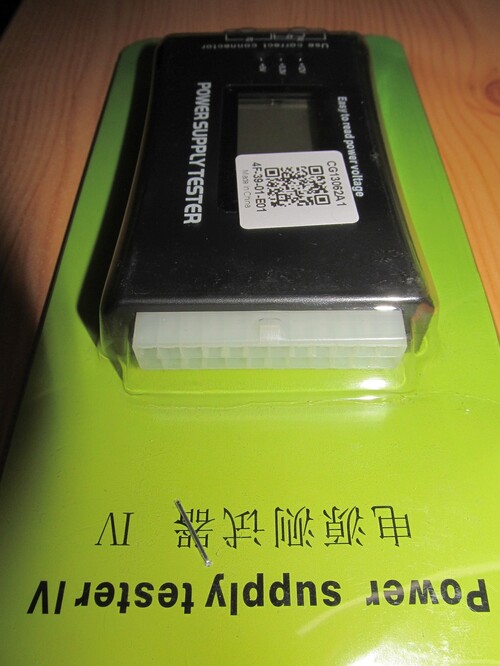 Power supply tester IV
电源测试器 IV
POWER SUPPLY TESTER
Easy to read power voltage
CG13062A1
4F-39-01--E01
Made in China
Use correct connector